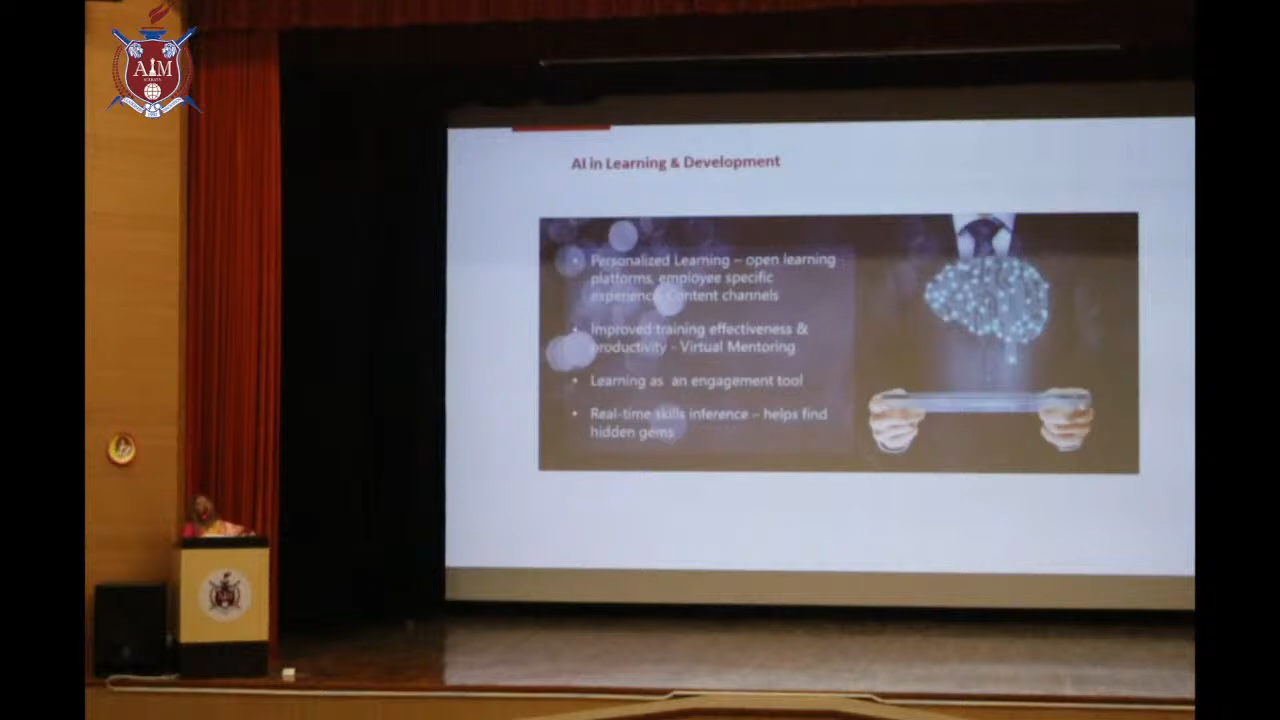 AIM
AI in Learning & Development
• Personalized Learning – open learning
platforms, employee specific
experience, Content channels
• Improved training effectiveness &
productivity - Virtual Mentoring
• Learning as an engagement tool
• Real-time skills inference – helps find
hidden gems